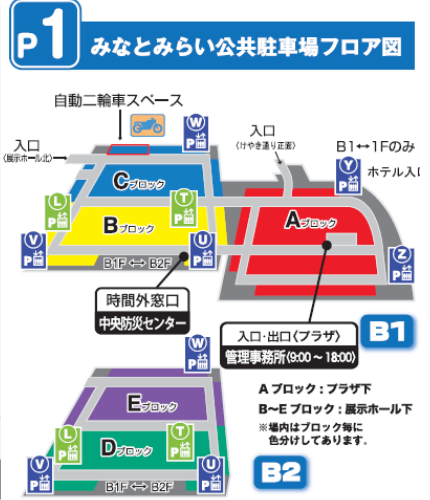 P1 みなとみらい公共駐車場フロア図
自動二輪車スペース
入口
(展示ホール北)
入口
(けやき通り正面)
B1↔1Fのみ
ホテル入口
W
P
Y
P
Cブロック
L
P
T
P
Bブロック
Aブロック
V
P
U
P
Z
P
B1F ⇔ B2F
時間外窓口
中央防災センター
入口・出口〈プラザ〉
管理事務所(9:00～18:00)
B1
W
P
A ブロック : プラザ下
B～E ブロック : 展示ホール下
※場内はブロック毎に
色分けしてあります。
Eブロック
L
P
T
P
Dブロック
V
P
U
P
B1F ⇔ B2F
B2